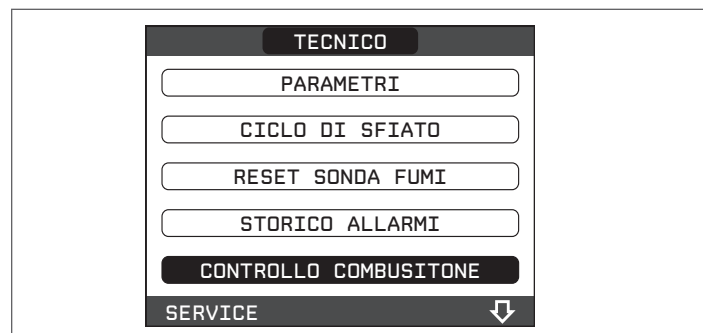 TECNICO
PARAMETRI
CICLO DI SFIATO
RESET SONDA FUMI
STORICO ALLARMI
CONTROLLO COMBUSITONE
SERVICE